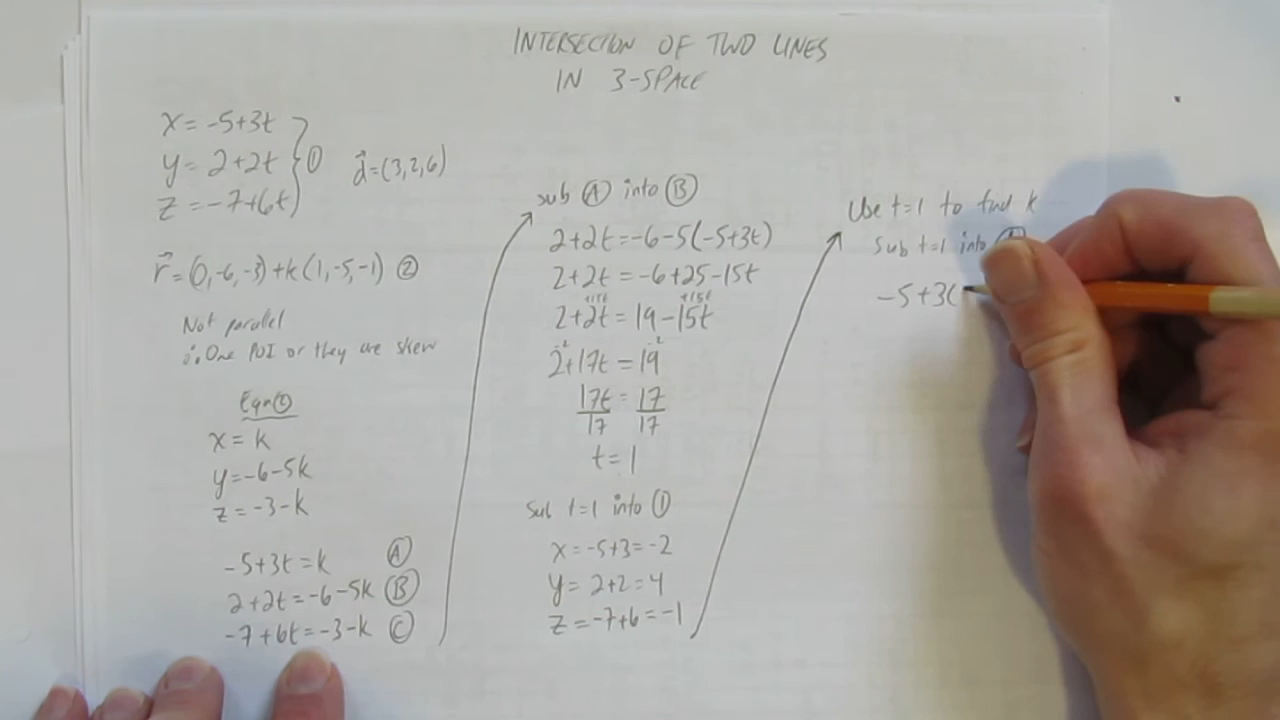 INTERSECTION OF TWO LINES
IN 3-SPACE
x = -5+3t
y = 2+2t
z = -7+6t
①
d⃗=(3,2,6)
r⃗=(0,-6,-3)+k(1,-5,-1) ②
Not parallel
∴ One POI or they are skew
Eqn②
x = k
y=-6-5k
z = -3-k
-5+3t=k Ⓐ
2+2t=-6-5k Ⓑ
-7+6t=-3-k Ⓒ
sub Ⓐ into Ⓑ
2+2t=-6-5(-5+3t)
2+2t=-6+25-15t
+15t +15t
2+2t=19-15t
-2 -2
2+17t=19
17t = 17
17 17
t=1
Sub t=1 into ①
x=-5+3=-2
y=2+2=4
z=-7+6=-1
Use t=1 to find k
Sub t=1 into
-5+3(